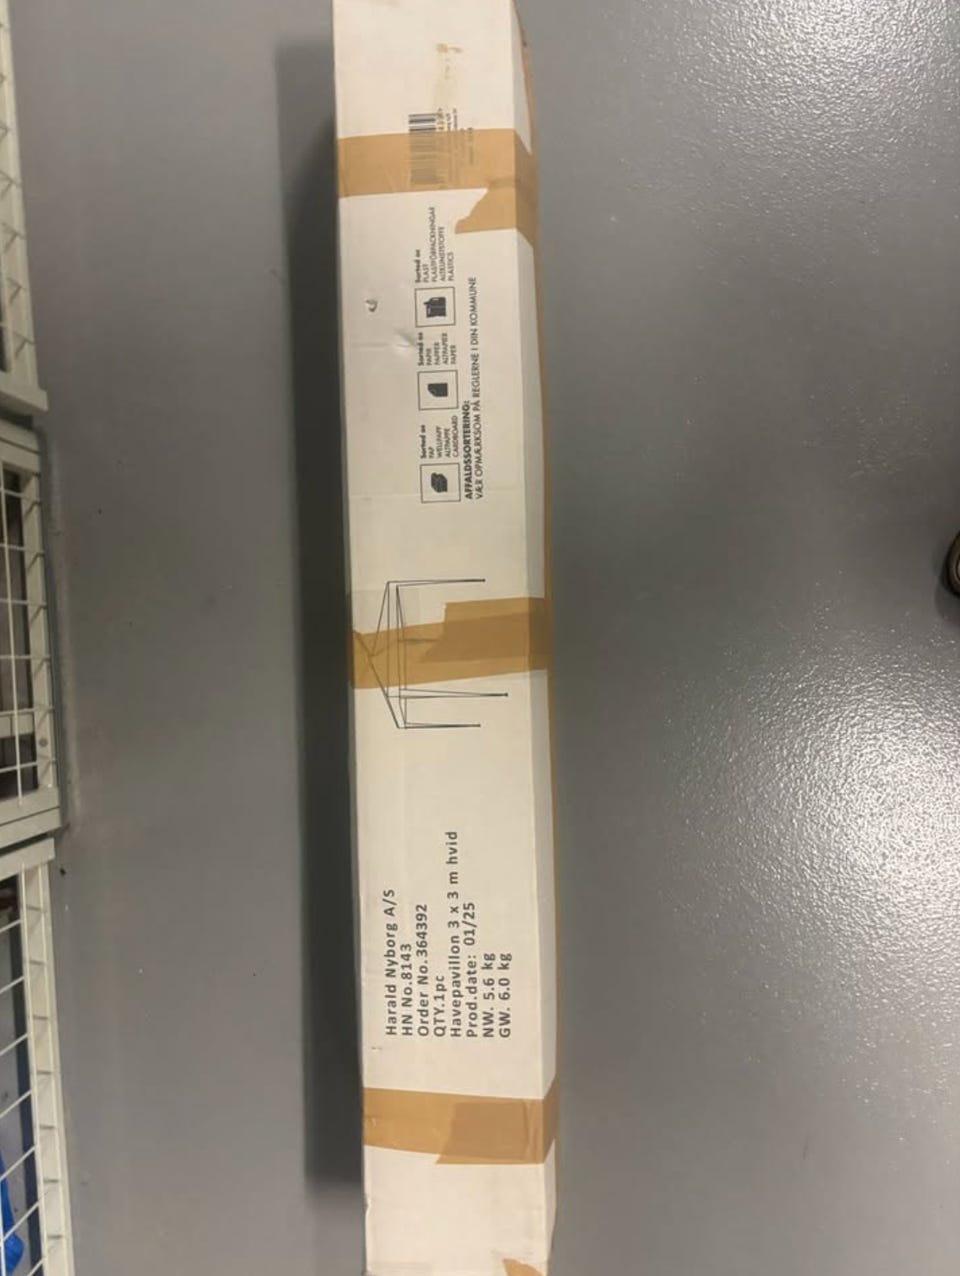 Harald Nyborg A/S
HN No.8143
Order No.364392
QTY.1pc
Havepavillon 3 x 3 m hvid
Prod.date: 01/25
NW. 5.6 kg
GW. 6.0 kg
Sorted as
PAP
WELLPAPP
ALTPAPPE
CARDBOARD
Sorted as
PAPIR
PAPPER
ALTPAPIER
PAPER
Sorted as
PLAST
PLASTFÖRPACKNINGAR
ALTKUNSTSTOFFE
PLASTICS
AFFALDSSORTERING:
VÆR OPMÆRKSOM PÅ REGLERNE I DIN KOMMUNE